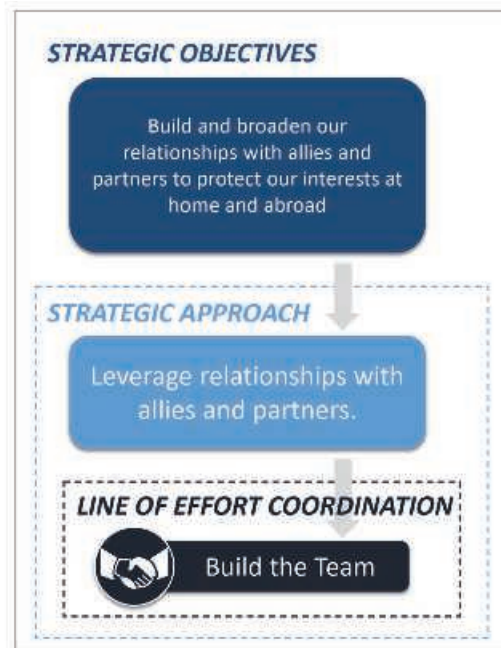 STRATEGIC OBJECTIVES
Build and broaden our
relationships with allies and
partners to protect our interests at
home and abroad
STRATEGIC APPROACH
Leverage relationships with
allies and partners.
LINE OF EFFORT COORDINATION
Build the Team